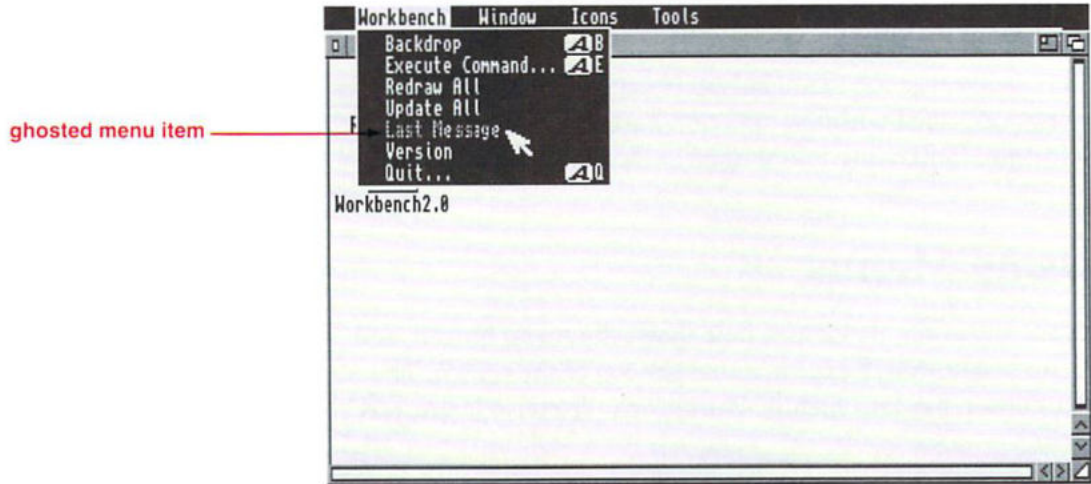 Workbench Window Icons Tools
Backdrop A B
Execute Command... A E
Redraw All
Update All
ghosted menu item
Last Message
Version
Quit... A Q
Workbench2.0